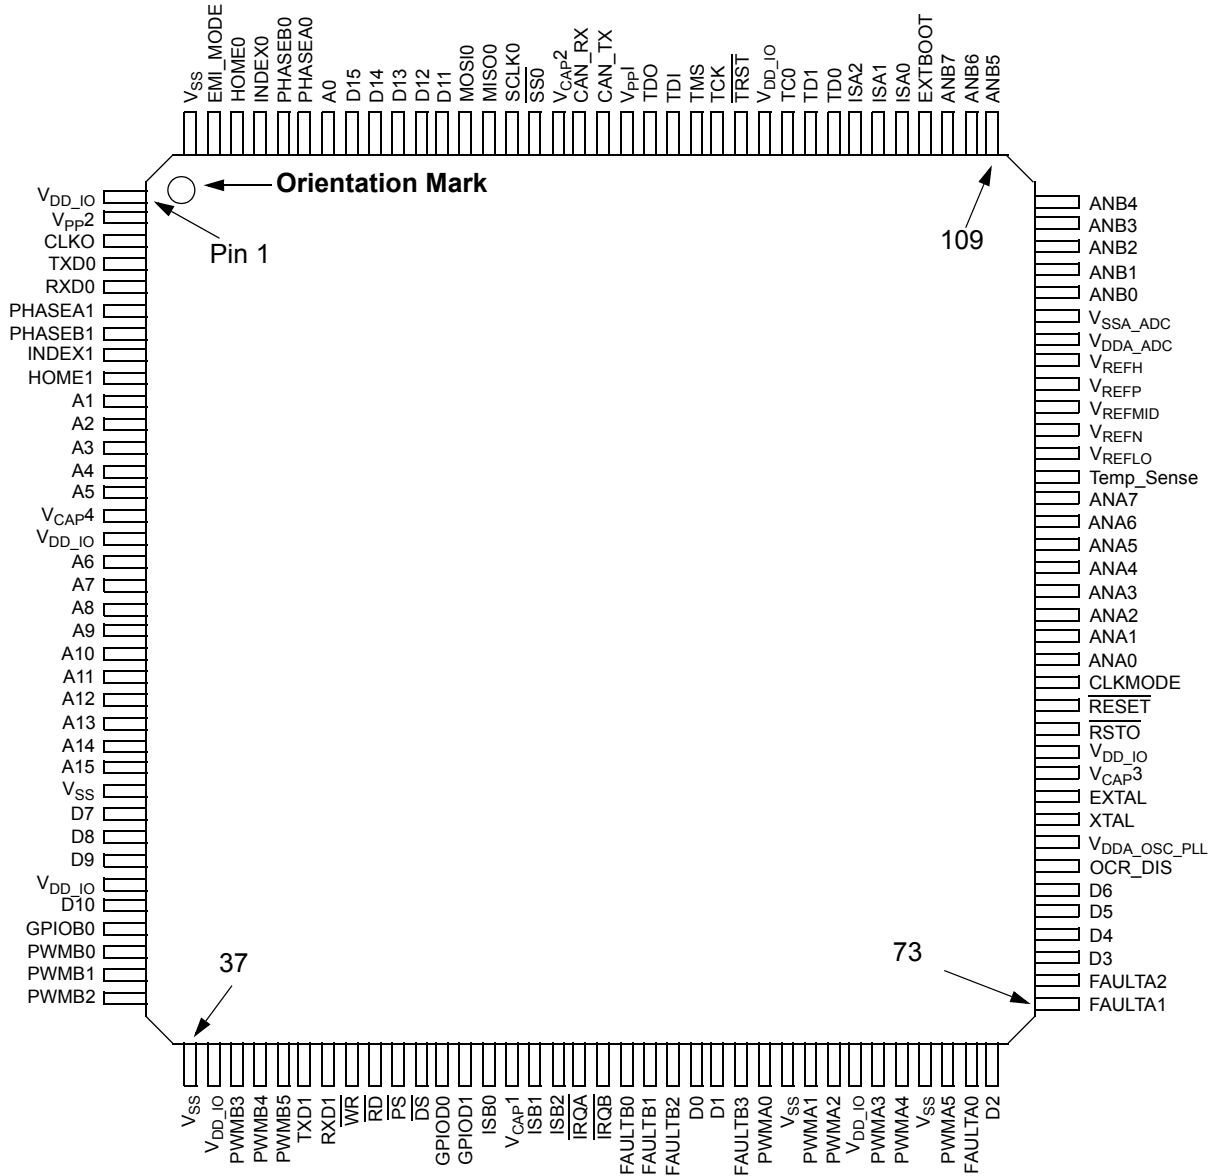 VSS
EMI_MODE
HOME0
INDEX0
PHASEB0
PHASEA0
A0
D15
D14
D13
D12
D11
MOSI0
MISO0
SCLK0
SS0
VCAP2
CAN_RX
CAN_TX
VPPI
TDO
TDI
TMS
TCK
TRST
VDD_IO
TC0
TD1
TD0
ISA2
ISA1
ISA0
EXTBOOT
ANB7
ANB6
ANB5
Orientation Mark
Pin 1
109
VDD_IO
VPP2
CLKO
TXD0
RXD0
PHASEA1
PHASEB1
INDEX1
HOME1
A1
A2
A3
A4
A5
VCAP4
VDD_IO
A6
A7
A8
A9
A10
A11
A12
A13
A14
A15
VSS
D7
D8
D9
VDD_IO
D10
GPIOB0
PWMB0
PWMB1
PWMB2
ANB4
ANB3
ANB2
ANB1
ANB0
VSSA_ADC
VDDA_ADC
VREFH
VREFP
VREFMID
VREFN
VREFLO
Temp_Sense
ANA7
ANA6
ANA5
ANA4
ANA3
ANA2
ANA1
ANA0
CLKMODE
RESET
RSTO
VDD_IO
VCAP3
EXTAL
XTAL
VDDA_OSC_PLL
OCR_DIS
D6
D5
D4
D3
FAULTA2
FAULTA1
37
73
VSS
VDD_IO
PWMB3
PWMB4
PWMB5
TXD1
RXD1
WR
RD
PS
DS
GPIOD0
GPIOD1
ISB0
VCAP1
ISB1
ISB2
IRQA
IRQB
FAULTB0
FAULTB1
FAULTB2
D0
D1
FAULTB3
PWMA0
VSS
PWMA1
PWMA2
VDD_IO
PWMA3
PWMA4
VSS
PWMA5
FAULTA0
D2